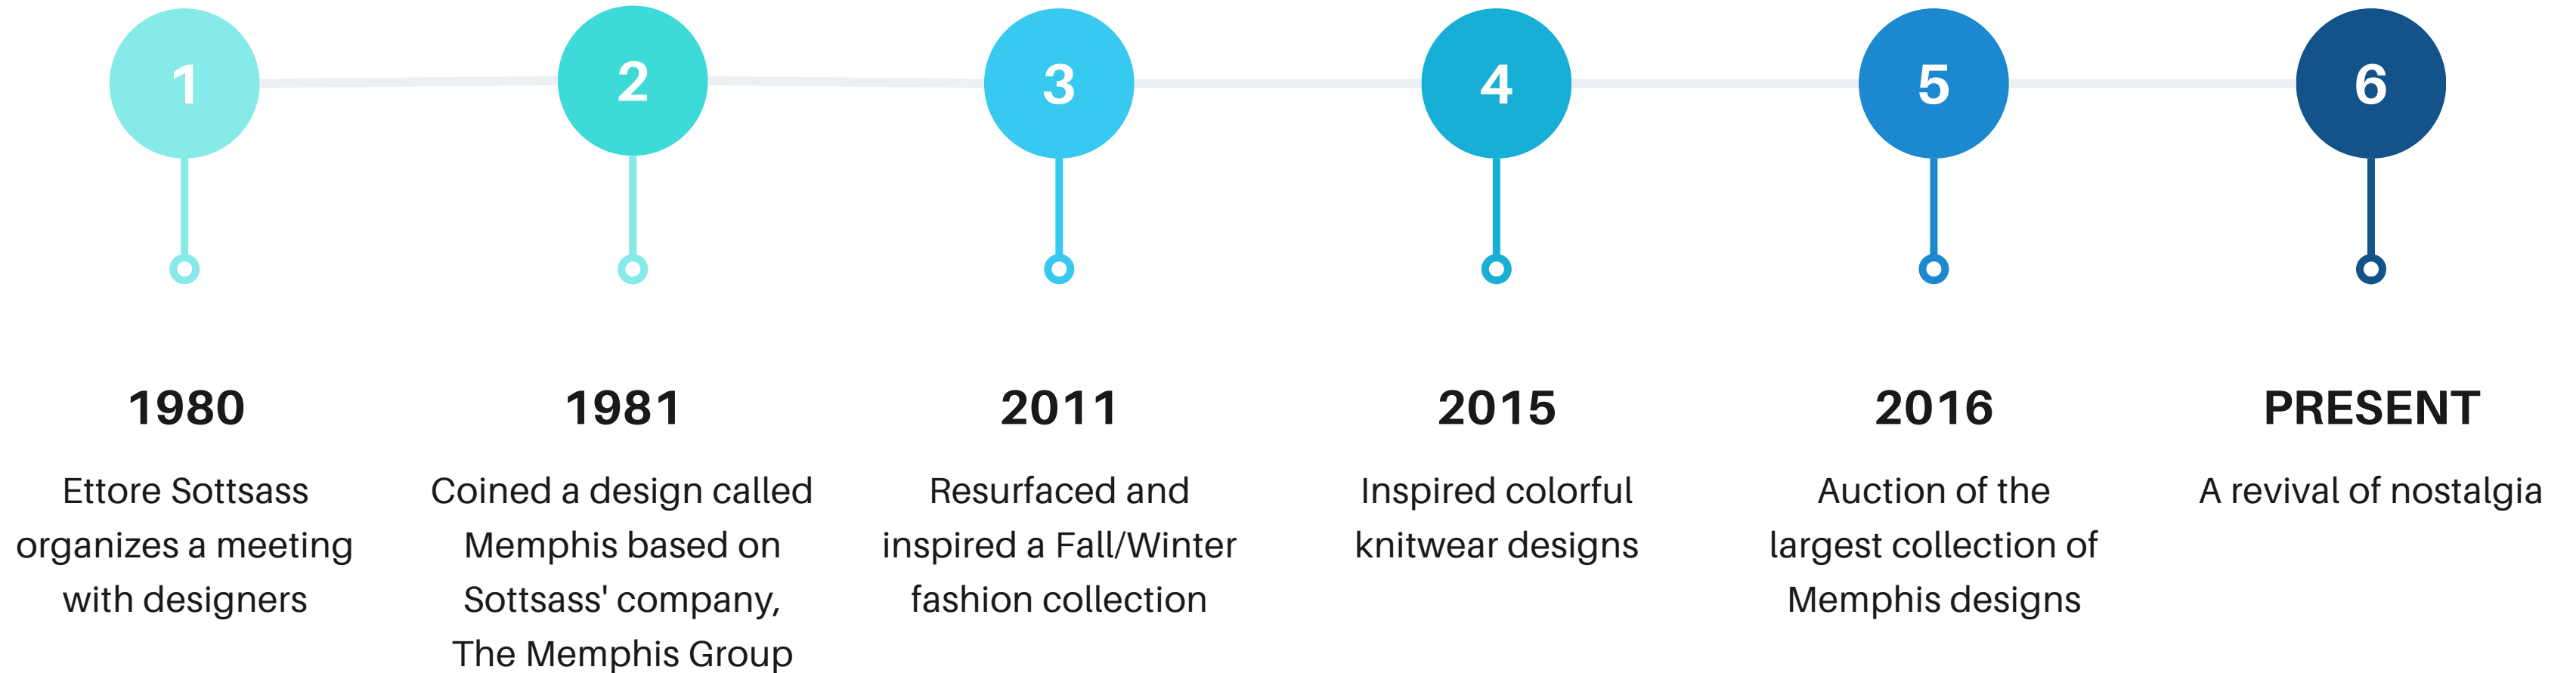 1
2
3
4
5
6
1980
Ettore Sottsass
organizes a meeting
with designers
1981
Coined a design called
Memphis based on
Sottsass' company,
The Memphis Group
2011
Resurfaced and
inspired a Fall/Winter
fashion collection
2015
Inspired colorful
knitwear designs
2016
Auction of the
largest collection of
Memphis designs
PRESENT
A revival of nostalgia